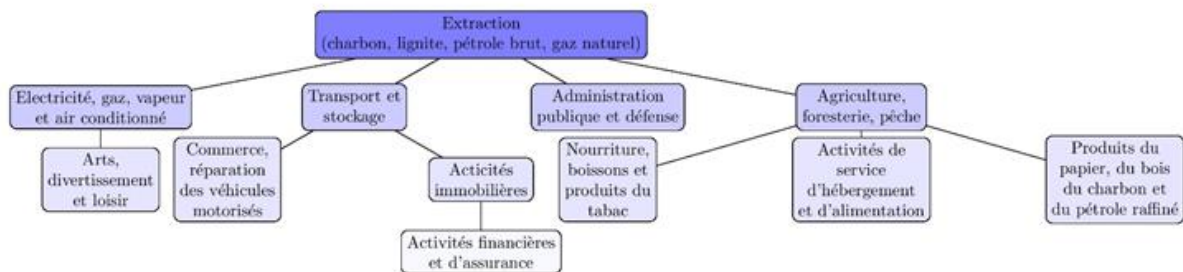 Extraction
(charbon, lignite, pétrole brut, gaz naturel)
Electricité, gaz, vapeur
et air conditionné
Transport et
stockage
Administration
publique et défense
Agriculture,
foresterie, pêche
Arts,
divertissement
et loisir
Commerce,
réparation
des véhicules
motorisés
Acticités
immobilières
Nourriture,
boissons et
produits du
tabac
Activités de
service
d'hébergement
et d'alimentation
Produits du
papier, du bois
du charbon et
du pétrole raffiné
Activités financières
et d'assurance